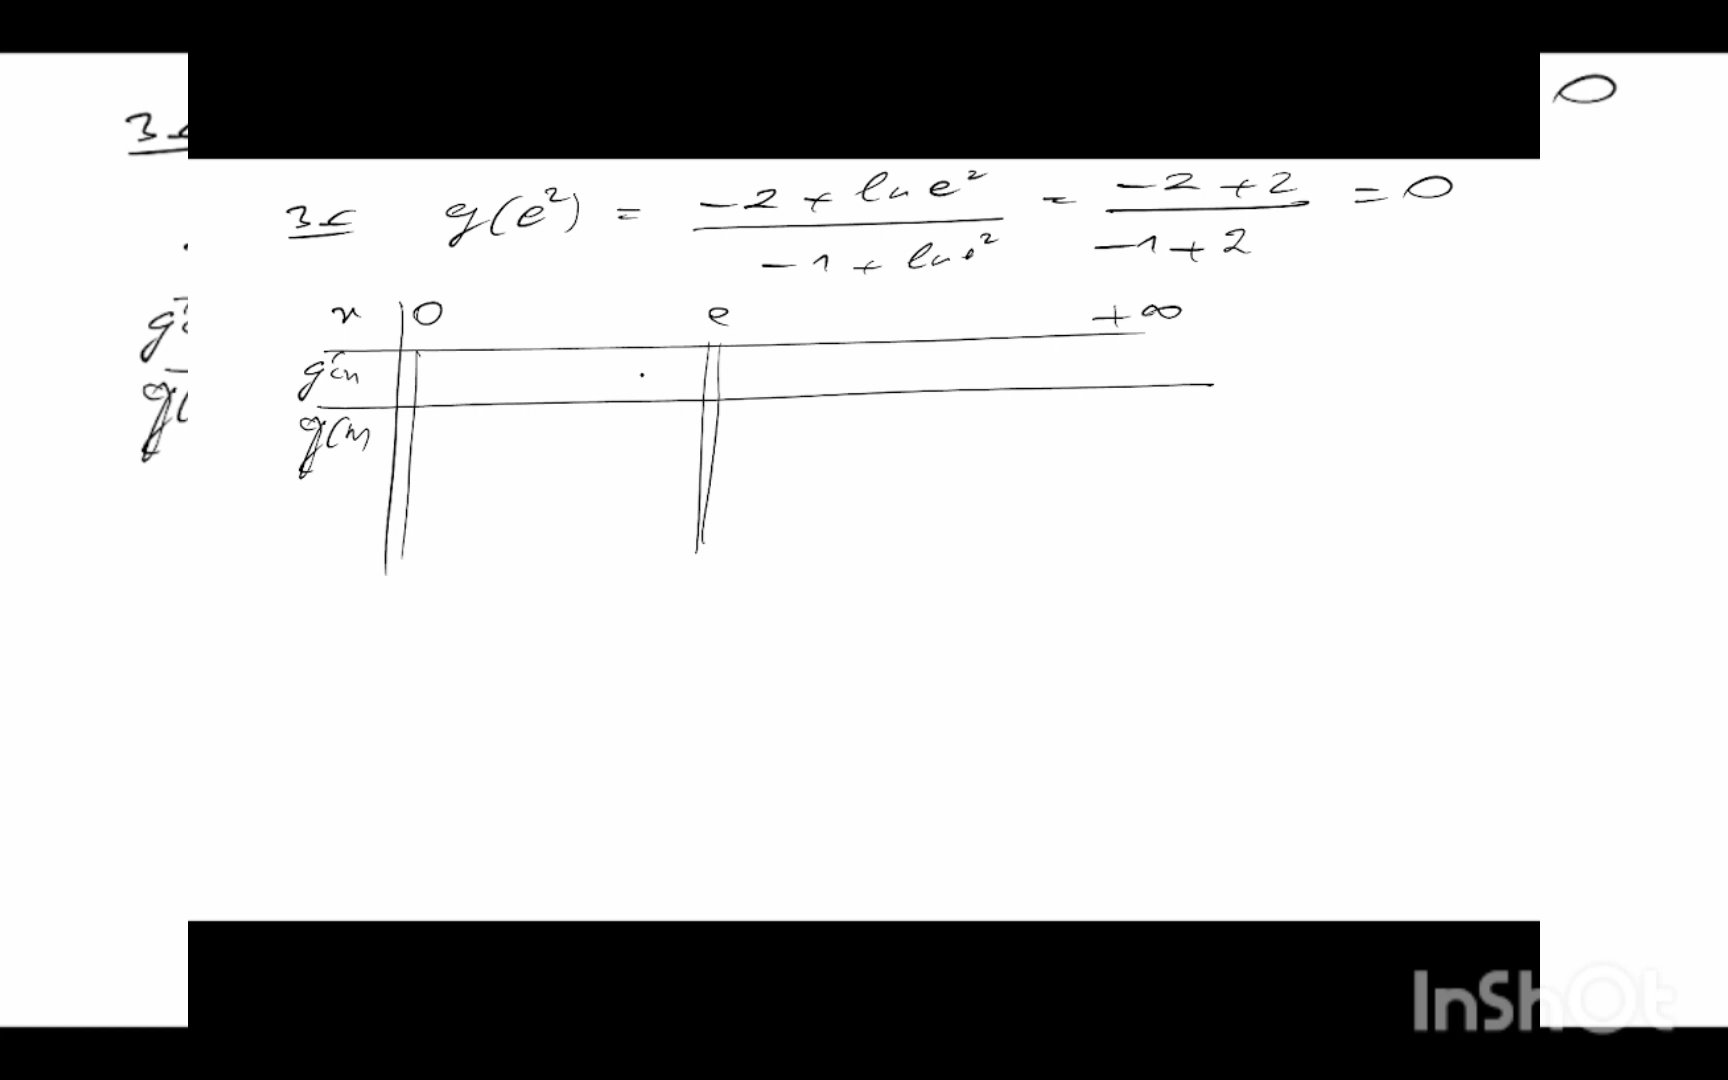 3c g(e²) = (-2 + ln e²)/(-1 + ln e²) = (-2 + 2)/(-1 + 2) = 0
x 0 e +∞
g'(x)
g(x)
InShot